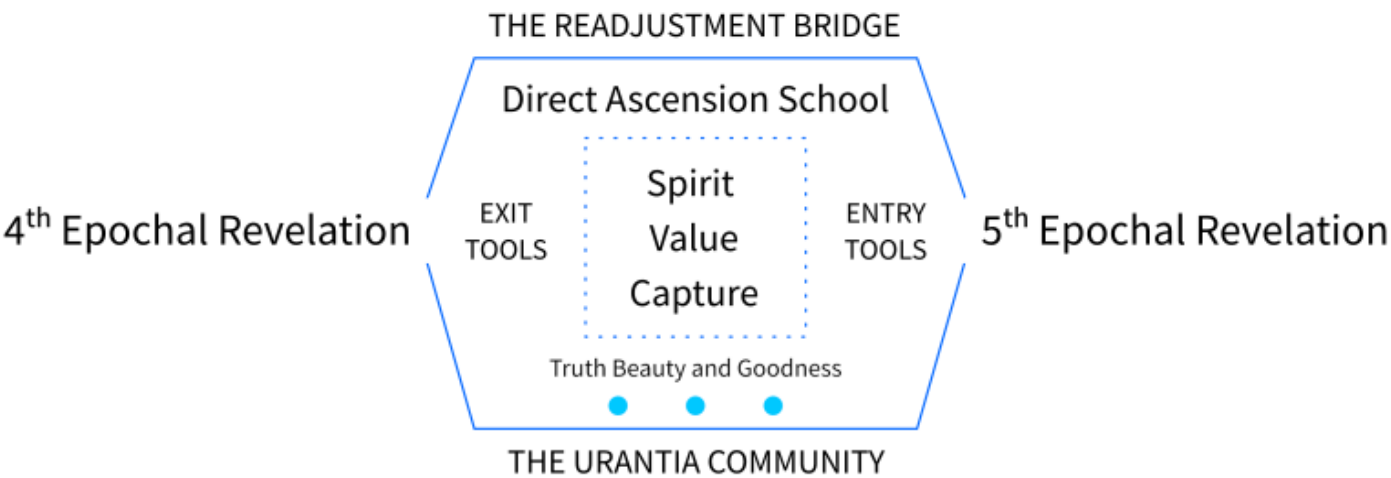 THE READJUSTMENT BRIDGE
Direct Ascension School
Spirit
Value
Capture
4th Epochal Revelation
EXIT
TOOLS
ENTRY
TOOLS
5th Epochal Revelation
Truth Beauty and Goodness
THE URANTIA COMMUNITY